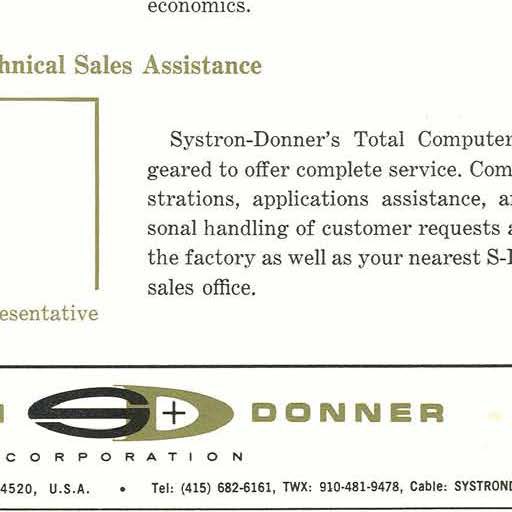 economics.
hnical Sales Assistance
Systron-Donner's Total Computer
geared to offer complete service. Com
strations, applications assistance, a
sonal handling of customer requests a
the factory as well as your nearest S-
sales office.
esentative
SD+ DONNER
CORPORATION
4520, U.S.A. • Tel: (415) 682-6161, TWX: 910-481-9478, Cable: SYSTROND